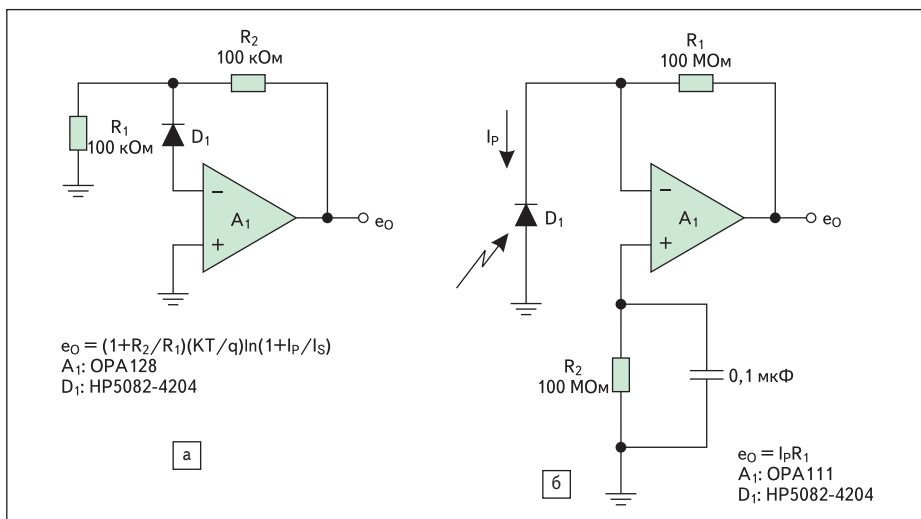 R₂
100 кОм
R₁
100 кОм
D₁
−
A₁
+
eO
eO = (1+R₂/R₁)(KT/q)ln(1+IP/IS)
A₁: OPA128
D₁: HP5082-4204
а
R₁
100 МОм
IP
D₁
−
A₁
+
eO
R₂
100 МОм
0,1 мкФ
eO = IPR₁
A₁: OPA111
D₁: HP5082-4204
б